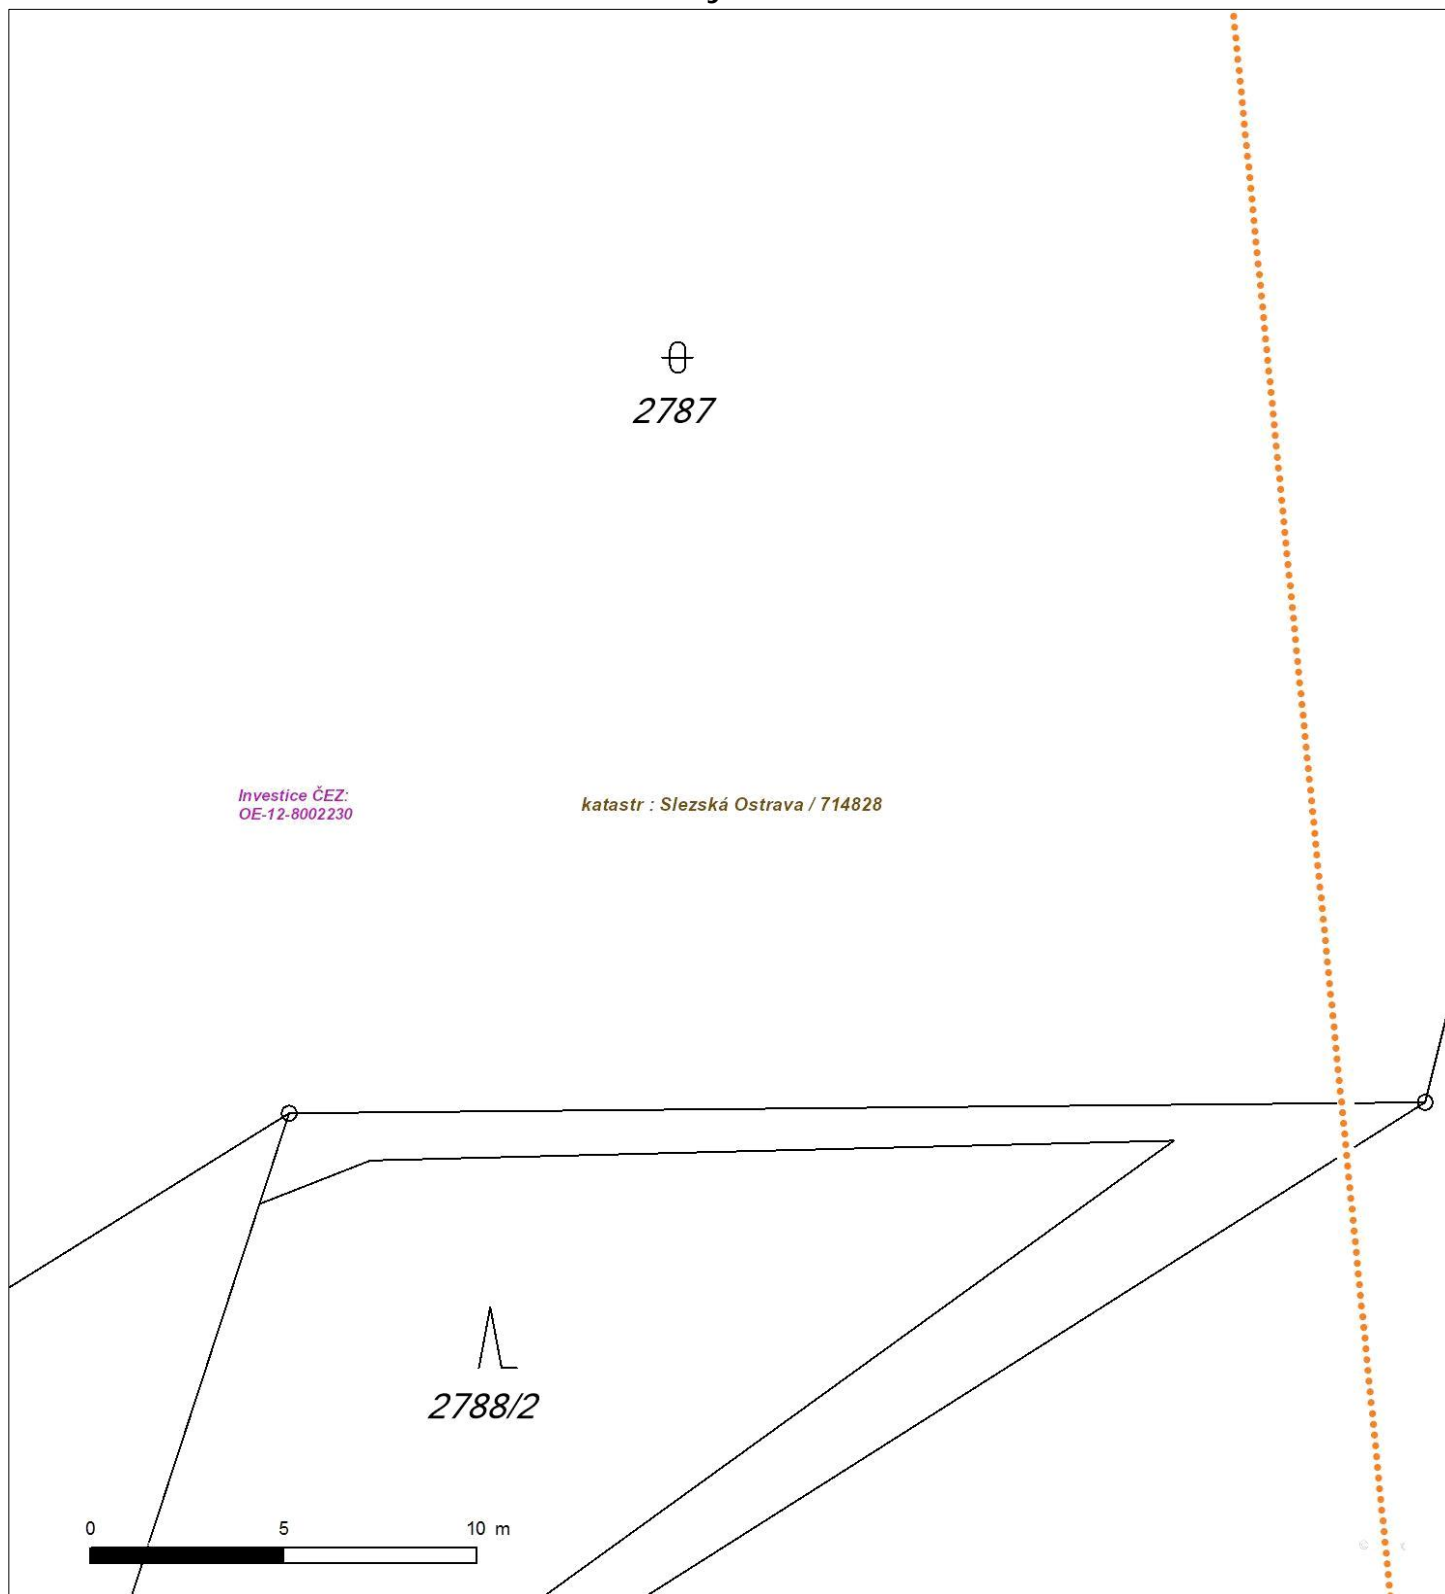 2787
Investice ČEZ:
OE-12-8002230
katastr : Slezská Ostrava / 714828
2788/2
0 5 10 m